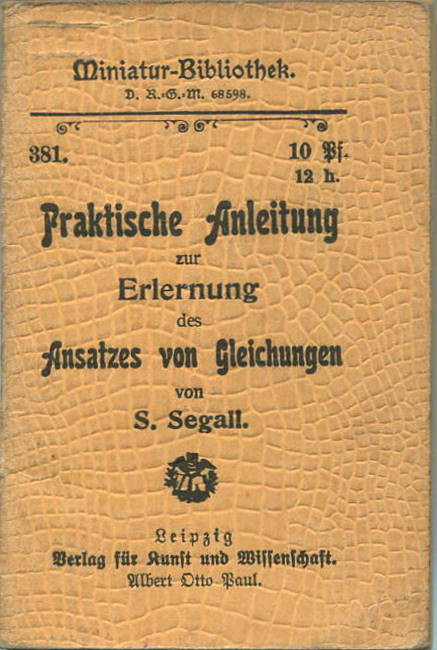 Miniatur-Bibliothek.
D. R.-G.-M. 68598.
381.
10 Pf.
12 h.
Praktische Anleitung
zur
Erlernung
des
Ansatzes von Gleichungen
von
S. Segall.
Leipzig
Verlag für Kunst und Wissenschaft.
Albert Otto Paul.